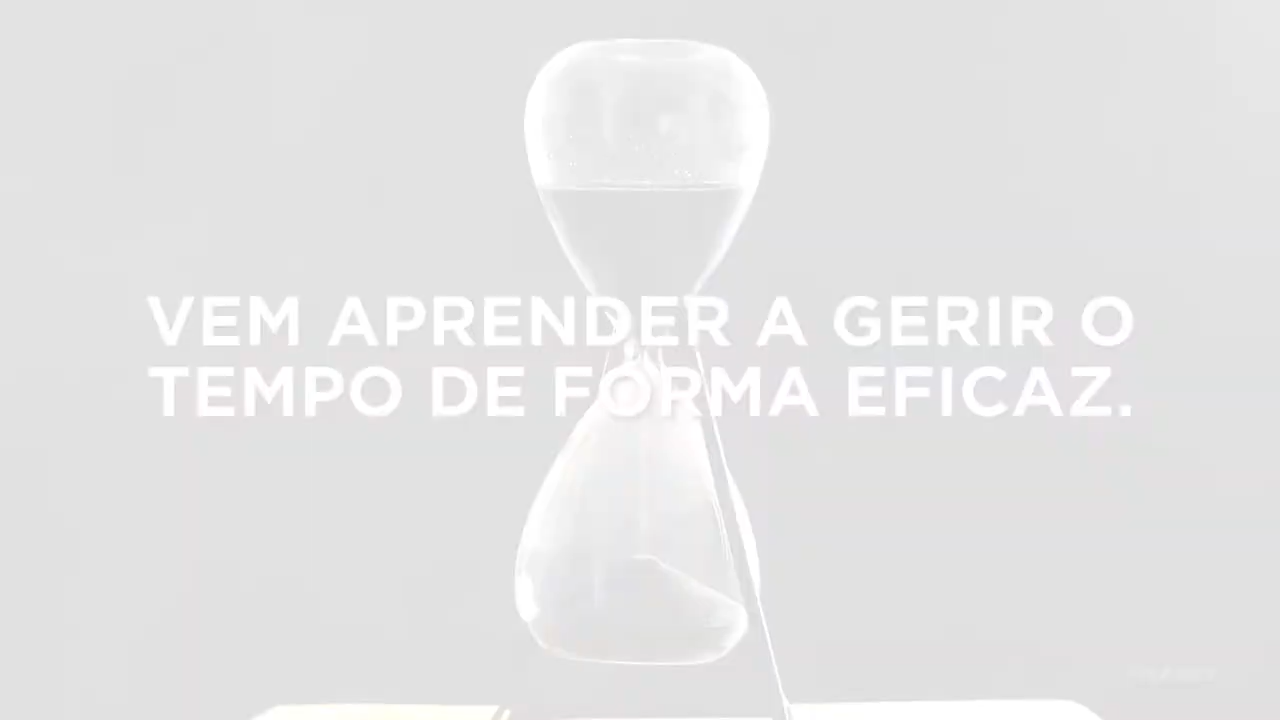 VEM APRENDER A GERIR O
TEMPO DE FORMA EFICAZ.